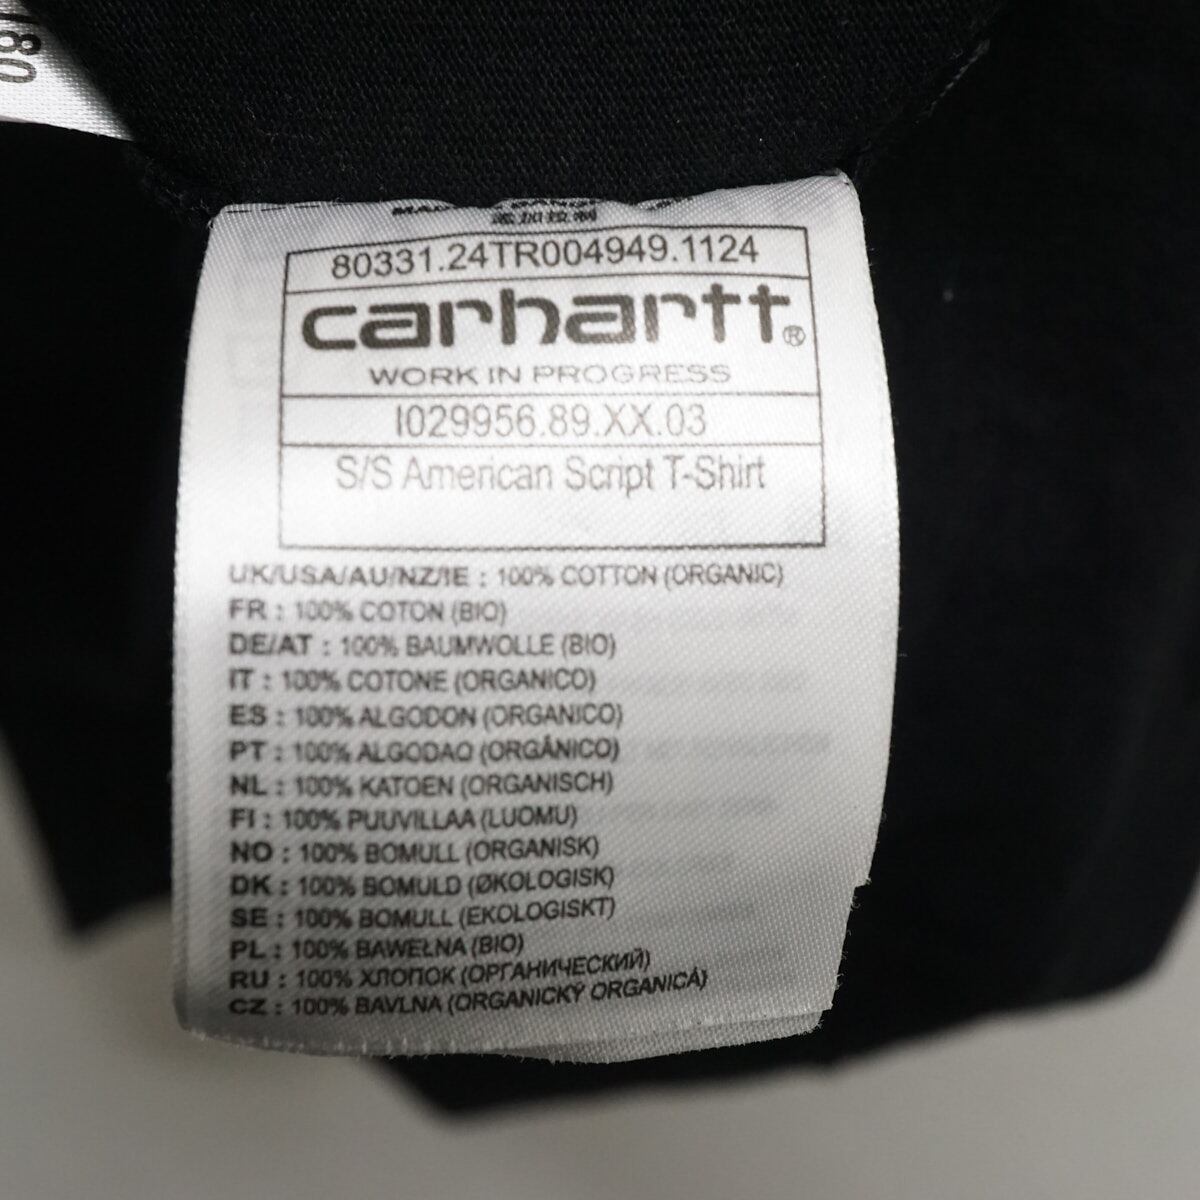 180
80331.24TR004949.1124
carhartt®
WORK IN PROGRESS
I029956.89.XX.03
S/S American Script T-Shirt
UK/USA/AU/NZ/IE : 100% COTTON (ORGANIC)
FR : 100% COTON (BIO)
DE/AT : 100% BAUMWOLLE (BIO)
IT : 100% COTONE (ORGANICO)
ES : 100% ALGODON (ORGANICO)
PT : 100% ALGODAO (ORGÂNICO)
NL : 100% KATOEN (ORGANISCH)
FI : 100% PUUVILLAA (LUOMU)
NO : 100% BOMULL (ORGANISK)
DK : 100% BOMULD (ØKOLOGISK)
SE : 100% BOMULL (EKOLOGISKT)
PL : 100% BAWEŁNA (BIO)
RU : 100% ХЛОПОК (ОРГАНИЧЕСКИЙ)
CZ : 100% BAVLNA (ORGANICKÝ ORGANICÁ)